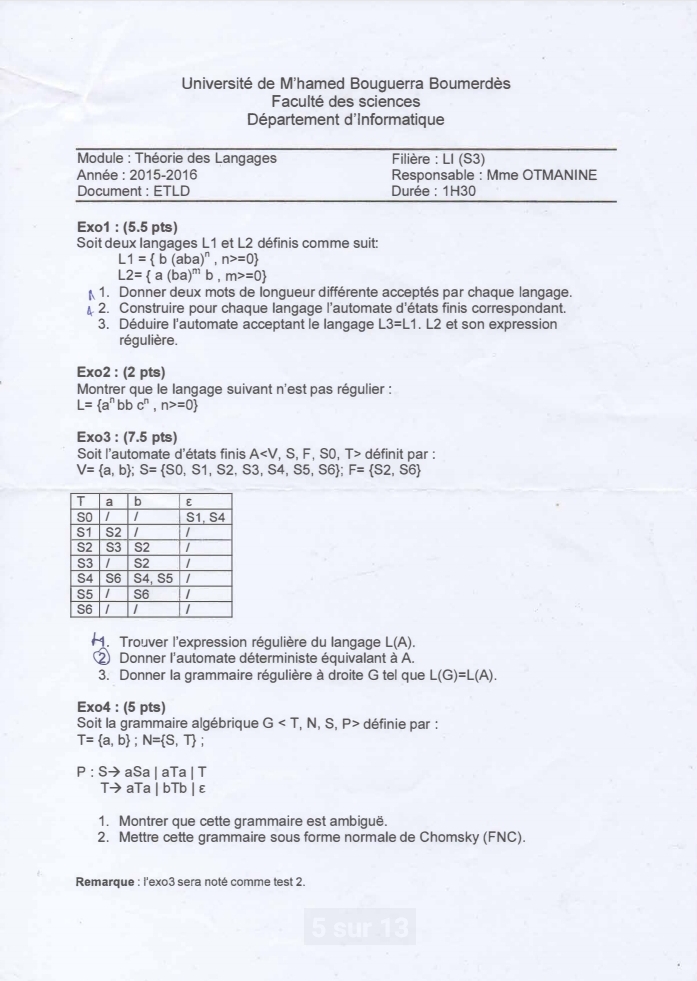 Université de M'hamed Bouguerra Boumerdès
Faculté des sciences
Département d'Informatique
Module : Théorie des Langages Filière : LI (S3)
Année : 2015-2016 Responsable : Mme OTMANINE
Document : ETLD Durée : 1H30
Exo1 : (5.5 pts)
Soit deux langages L1 et L2 définis comme suit:
L1 = { b (aba)ⁿ , n>=0}
L2= { a (ba)ᵐ b , m>=0}
1. Donner deux mots de longueur différente acceptés par chaque langage.
2. Construire pour chaque langage l'automate d'états finis correspondant.
3. Déduire l'automate acceptant le langage L3=L1. L2 et son expression
régulière.
Exo2 : (2 pts)
Montrer que le langage suivant n'est pas régulier :
L= {aⁿ bb cⁿ , n>=0}
Exo3 : (7.5 pts)
Soit l'automate d'états finis A<V, S, F, S0, T> définit par :
V= {a, b}; S= {S0, S1, S2, S3, S4, S5, S6}; F= {S2, S6}
T a b ε
S0 / / S1, S4
S1 S2 / /
S2 S3 S2 /
S3 / S2 /
S4 S6 S4, S5 /
S5 / S6 /
S6 / / /
1. Trouver l'expression régulière du langage L(A).
2 Donner l'automate déterministe équivalant à A.
3. Donner la grammaire régulière à droite G tel que L(G)=L(A).
Exo4 : (5 pts)
Soit la grammaire algébrique G < T, N, S, P> définie par :
T= {a, b} ; N={S, T} ;
P : S→ aSa | aTa | T
T→ aTa | bTb | ε
1. Montrer que cette grammaire est ambiguë.
2. Mettre cette grammaire sous forme normale de Chomsky (FNC).
Remarque : l'exo3 sera noté comme test 2.
5 sur 13